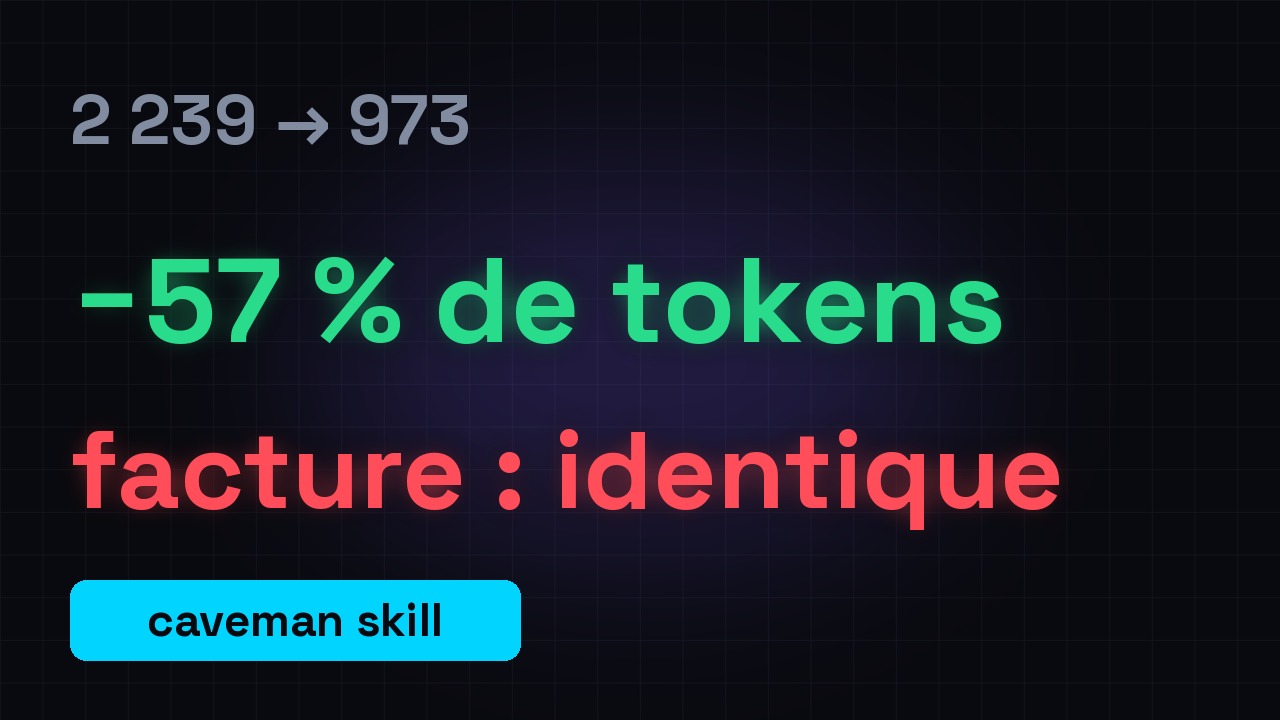 2 239 → 973
−57 % de tokens
facture : identique
caveman skill